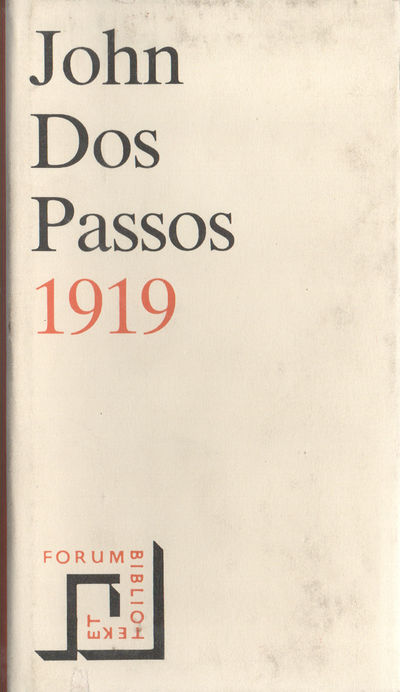 John
Dos
Passos
1919
FORUM
BIBLIOTEKET